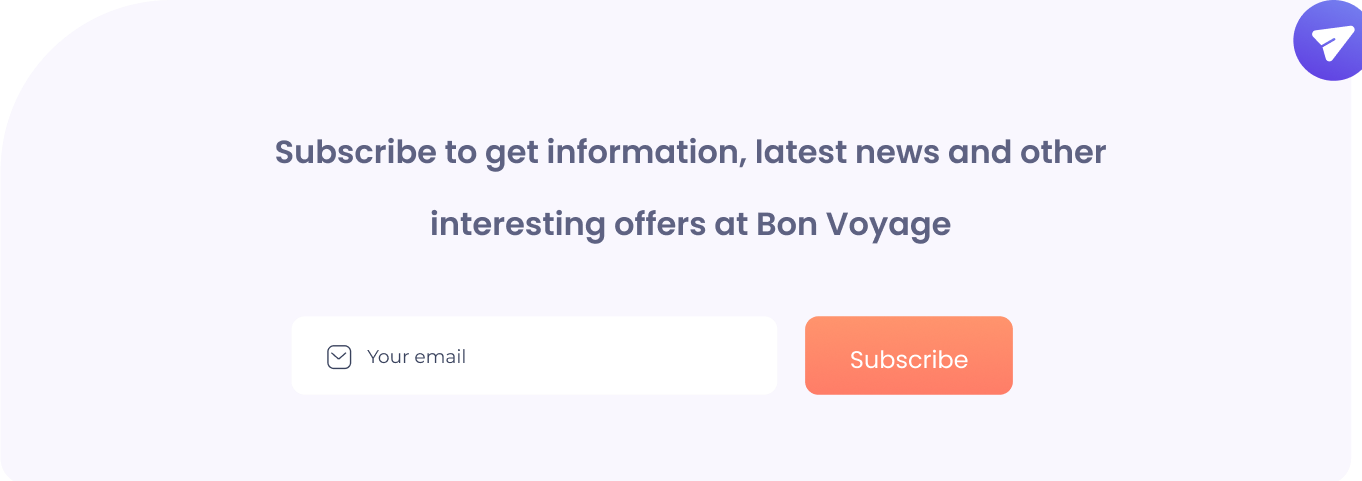 Subscribe to get information, latest news and other
interesting offers at Bon Voyage
Your email
Subscribe